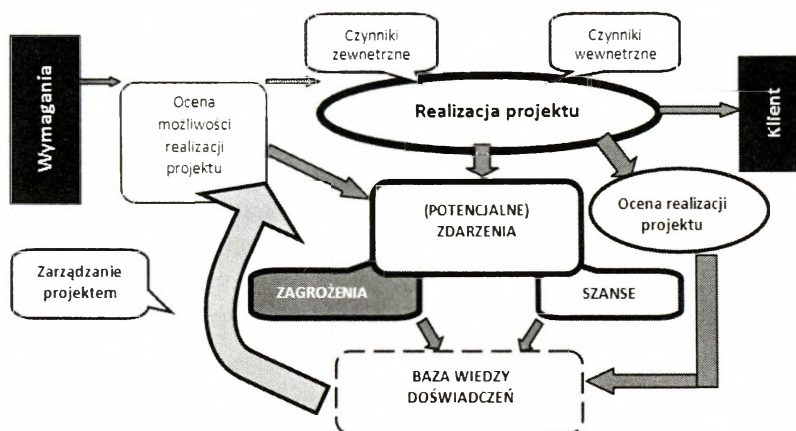 Czynniki
zewnetrzne
Czynniki
wewnetrzne
Wymagania
Ocena
możliwości
realizacji
projektu
Realizacja projektu
Klient
(POTENCJALNE)
ZDARZENIA
Ocena realizacji
projektu
Zarządzanie
projektem
ZAGROŻENIA
SZANSE
BAZA WIEDZY
DOŚWIADCZEŃ